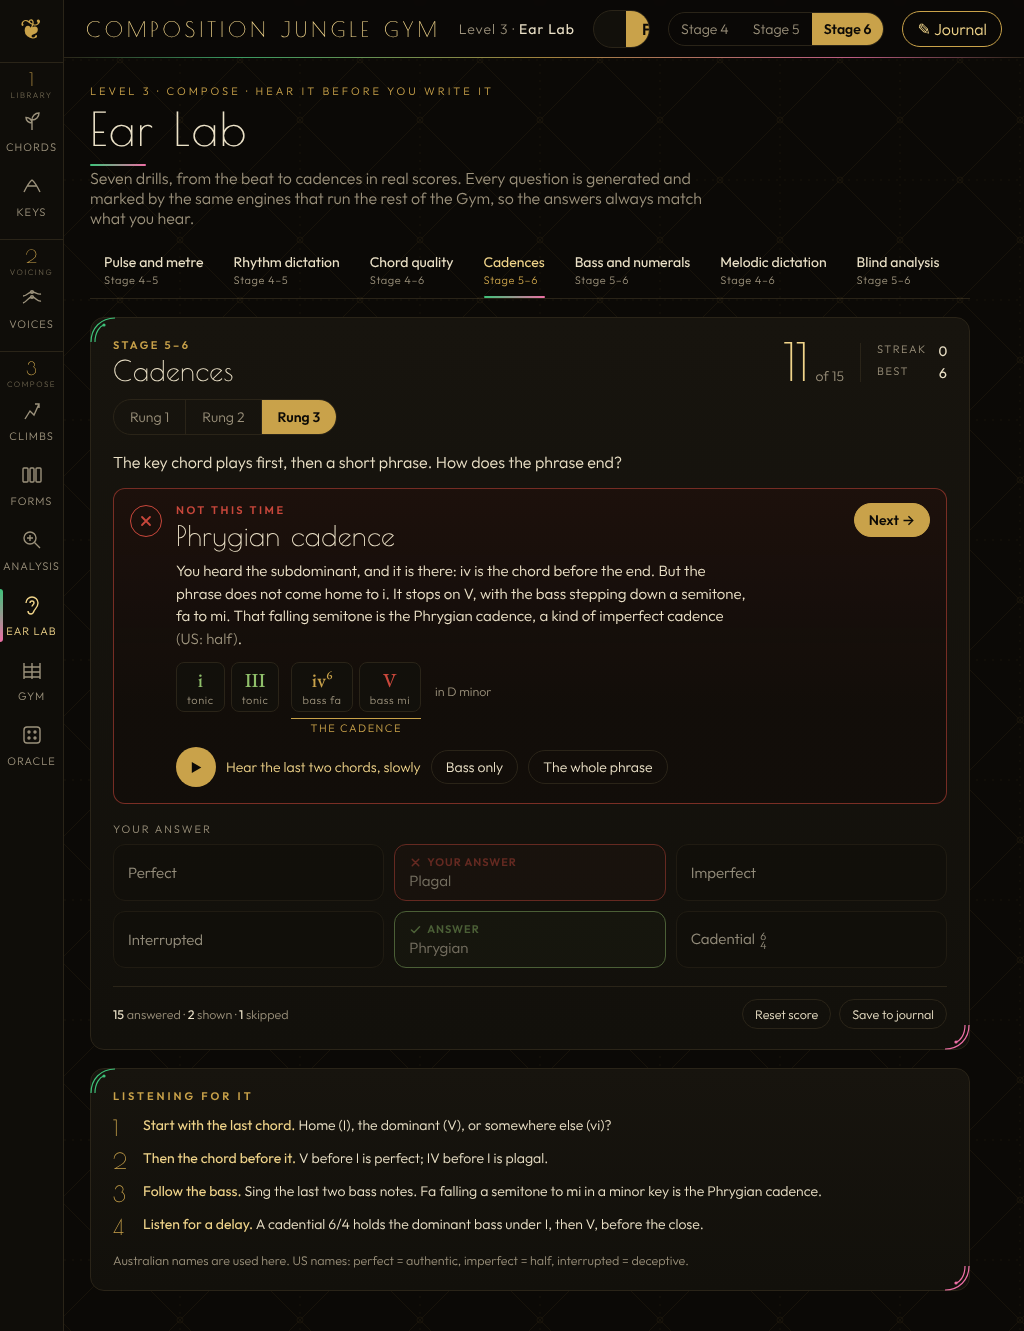 COMPOSITION JUNGLE GYM
Level 3 · Ear Lab
Stage 4
Stage 5
Stage 6
✎ Journal
1
LIBRARY
CHORDS
KEYS
2
VOICING
VOICES
3
COMPOSE
CLIMBS
FORMS
ANALYSIS
EAR LAB
GYM
ORACLE
LEVEL 3 · COMPOSE · HEAR IT BEFORE YOU WRITE IT
Ear Lab
Seven drills, from the beat to cadences in real scores. Every question is generated and
marked by the same engines that run the rest of the Gym, so the answers always match
what you hear.
Pulse and metre
Stage 4–5
Rhythm dictation
Stage 4–5
Chord quality
Stage 4–6
Cadences
Stage 5–6
Bass and numerals
Stage 5–6
Melodic dictation
Stage 4–6
Blind analysis
Stage 5–6
STAGE 5–6
Cadences
11 of 15
STREAK 0
BEST 6
Rung 1
Rung 2
Rung 3
The key chord plays first, then a short phrase. How does the phrase end?
NOT THIS TIME
Phrygian cadence
Next →
You heard the subdominant, and it is there: iv is the chord before the end. But the
phrase does not come home to i. It stops on V, with the bass stepping down a semitone,
fa to mi. That falling semitone is the Phrygian cadence, a kind of imperfect cadence
(US: half).
i
tonic
III
tonic
iv⁶
bass fa
V
bass mi
in D minor
THE CADENCE
Hear the last two chords, slowly
Bass only
The whole phrase
YOUR ANSWER
Perfect
✕ YOUR ANSWER
Plagal
Imperfect
Interrupted
✓ ANSWER
Phrygian
Cadential 6 4
15 answered · 2 shown · 1 skipped
Reset score
Save to journal
LISTENING FOR IT
1 Start with the last chord. Home (I), the dominant (V), or somewhere else (vi)?
2 Then the chord before it. V before I is perfect; IV before I is plagal.
3 Follow the bass. Sing the last two bass notes. Fa falling a semitone to mi in a minor key is the Phrygian cadence.
4 Listen for a delay. A cadential 6/4 holds the dominant bass under I, then V, before the close.
Australian names are used here. US names: perfect = authentic, imperfect = half, interrupted = deceptive.